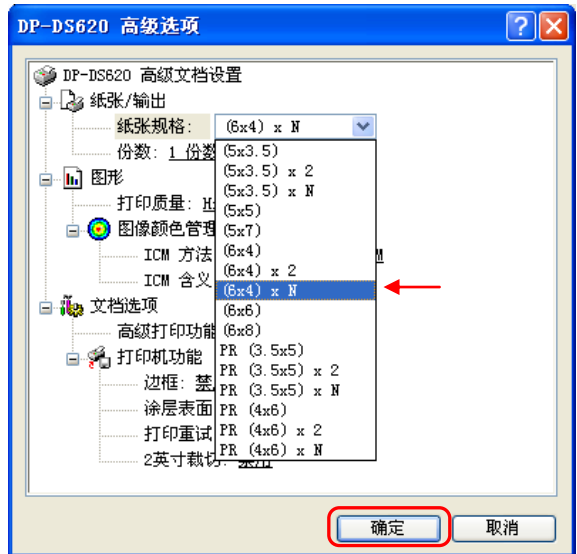 DP-DS620 高级选项
DP-DS620 高级文档设置
纸张/输出
纸张规格: (6x4) x N
份数: 1 份数
(5x3.5)
(5x3.5) x 2
(5x3.5) x N
(5x5)
(5x7)
(6x4)
(6x4) x 2
(6x4) x N
(6x6)
(6x8)
PR (3.5x5)
PR (3.5x5) x 2
PR (3.5x5) x N
PR (4x6)
PR (4x6) x 2
PR (4x6) x N
图形
打印质量:
图像颜色管理
ICM 方法
ICM 含义
文档选项
高级打印功能
打印机功能
边框: 禁
涂层表面
打印重试
2英寸裁切: 禁用
确定
取消